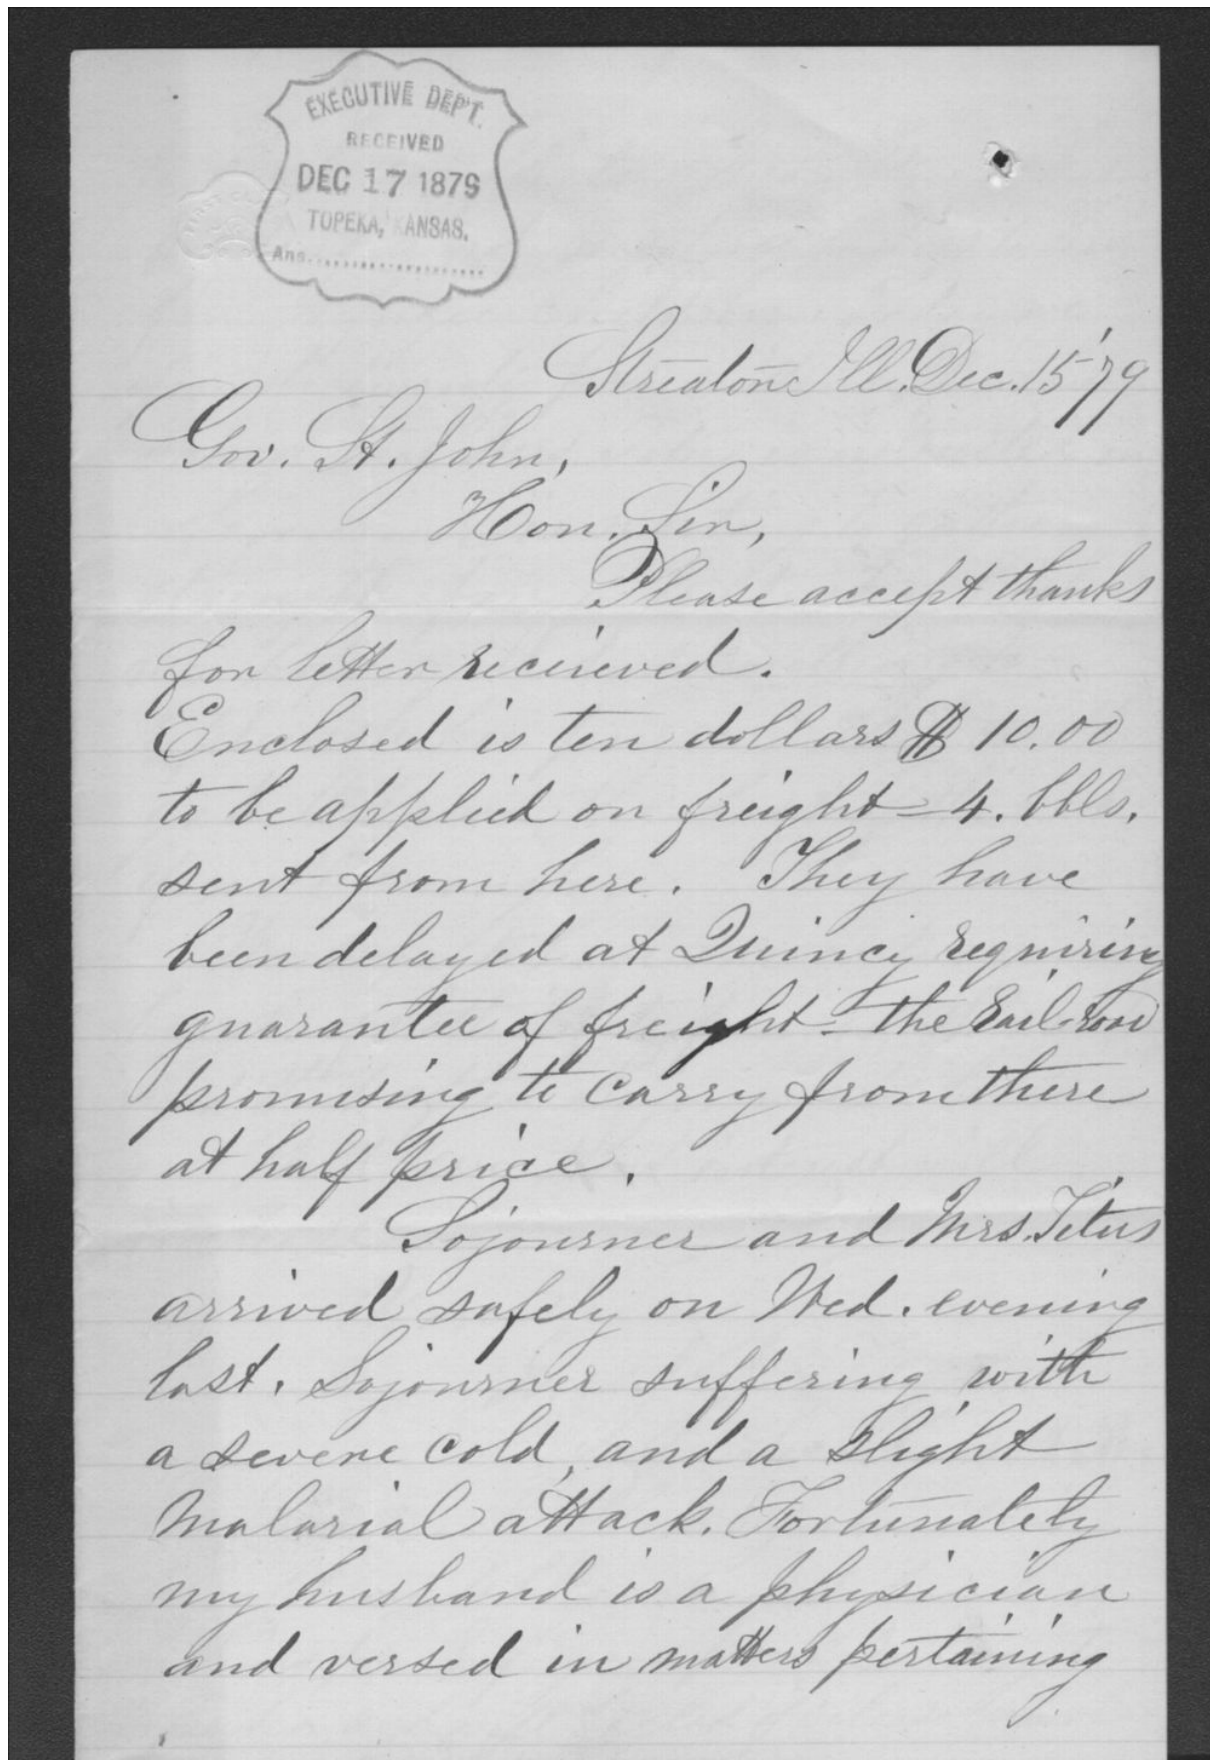 EXECUTIVE DEP'T.
RECEIVED
DEC 17 1879
TOPEKA, KANSAS.
Ans.....................
Streator Ill. Dec. 15 '79
Gov. St. John,
Hon. Sir,
Please accept thanks
for letter recieved.
Enclosed is ten dollars $ 10.00
to be applied on freight - 4. bbls.
sent from here. They have
been delayed at Quincy requiring
guarantee of freight - the Rail-road
promising to carry from there
at half price.
Sojourner and Mrs. Titus
arrived safely on Wed. evening
last. Sojourner suffering with
a severe cold, and a slight
Malarial attack. Fortunately
my husband is a physician
and versed in matters pertaining